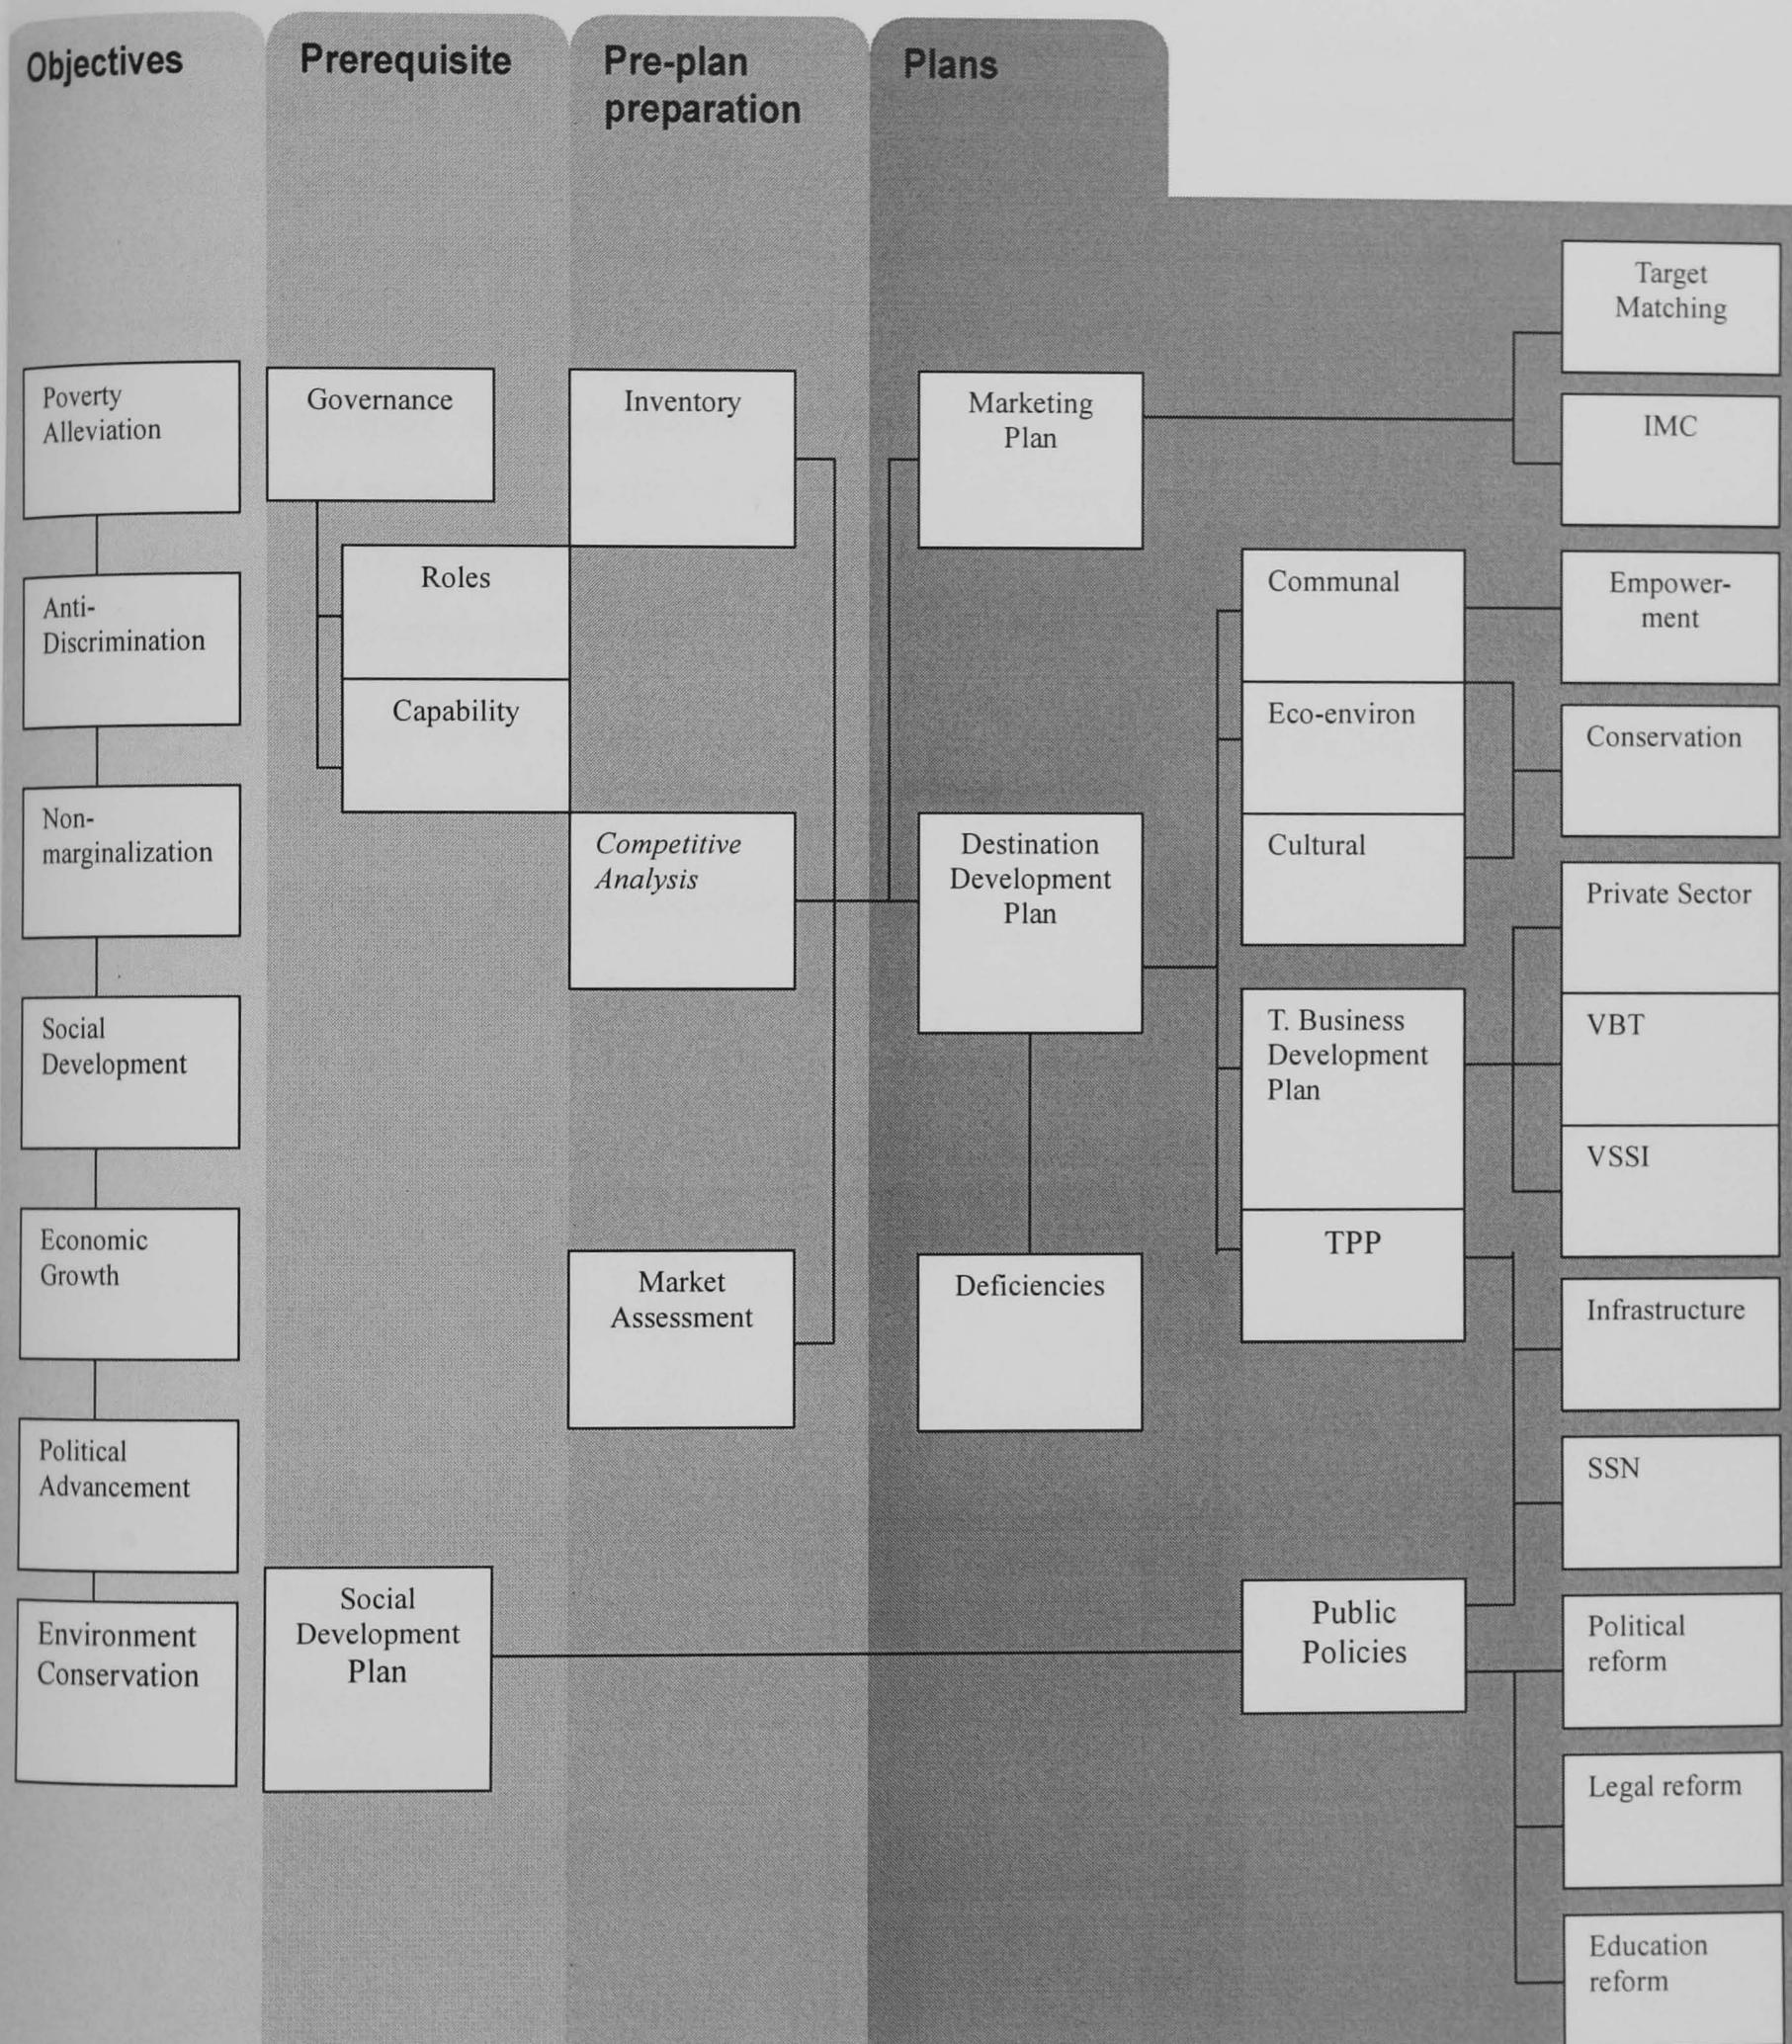 Objectives
Prerequisite
Pre-plan
preparation
Plans
Poverty
Alleviation
Anti-
Discrimination
Non-
marginalization
Social
Development
Economic
Growth
Political
Advancement
Environment
Conservation
Governance
Roles
Capability
Social
Development
Plan
Inventory
Competitive
Analysis
Market
Assessment
Marketing
Plan
Destination
Development
Plan
Deficiencies
Communal
Eco-environ
Cultural
T. Business
Development
Plan
TPP
Public
Policies
Target
Matching
IMC
Empower-
ment
Conservation
Private Sector
VBT
VSSI
Infrastructure
SSN
Political
reform
Legal reform
Education
reform